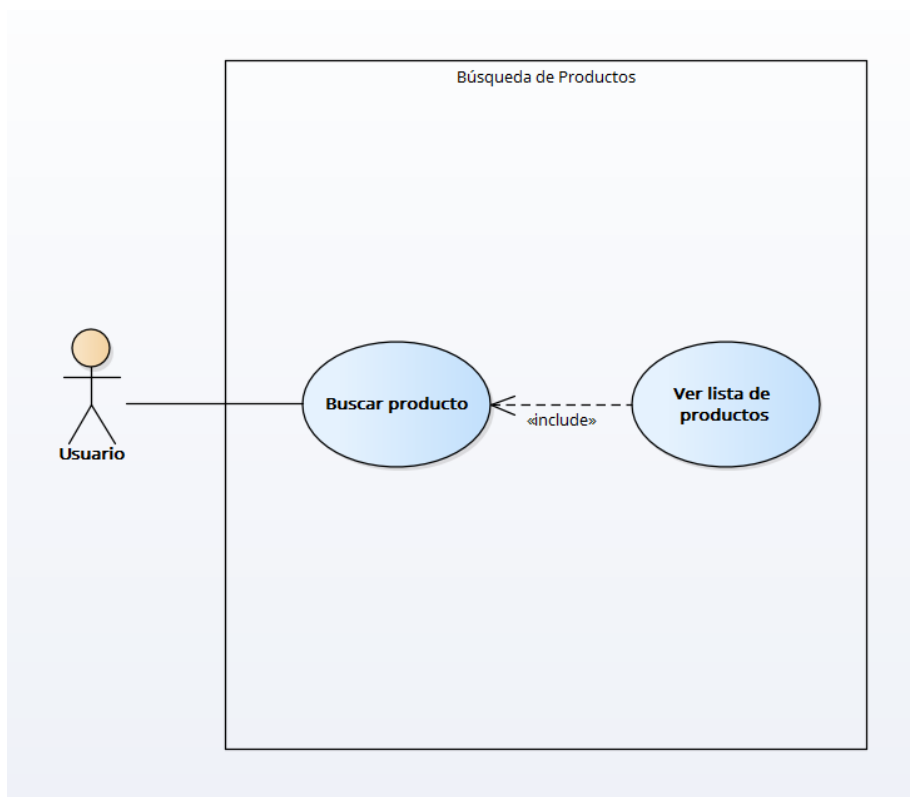 Búsqueda de Productos
Usuario
Buscar producto
«include»
Ver lista de
productos